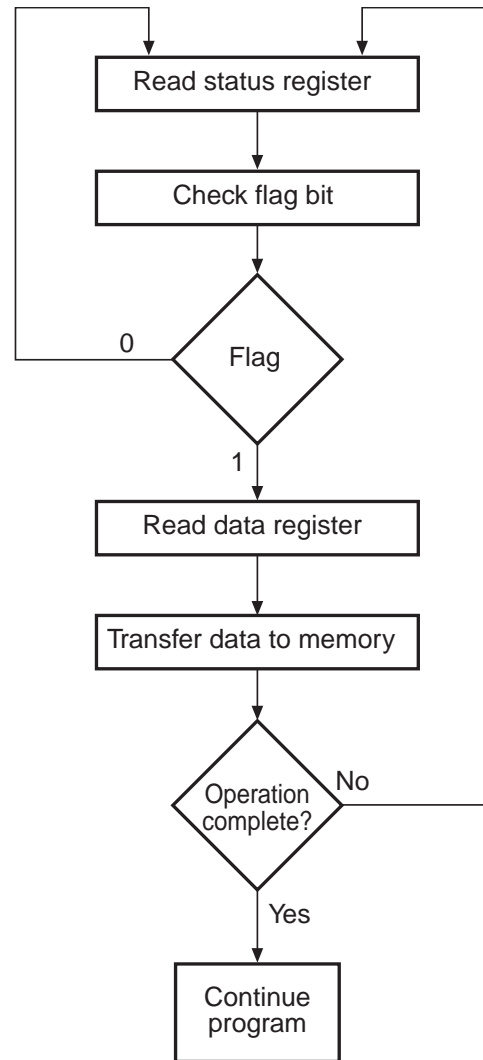 Read status register
Check flag bit
Flag
0
1
Read data register
Transfer data to memory
Operation
complete?
No
Yes
Continue
program